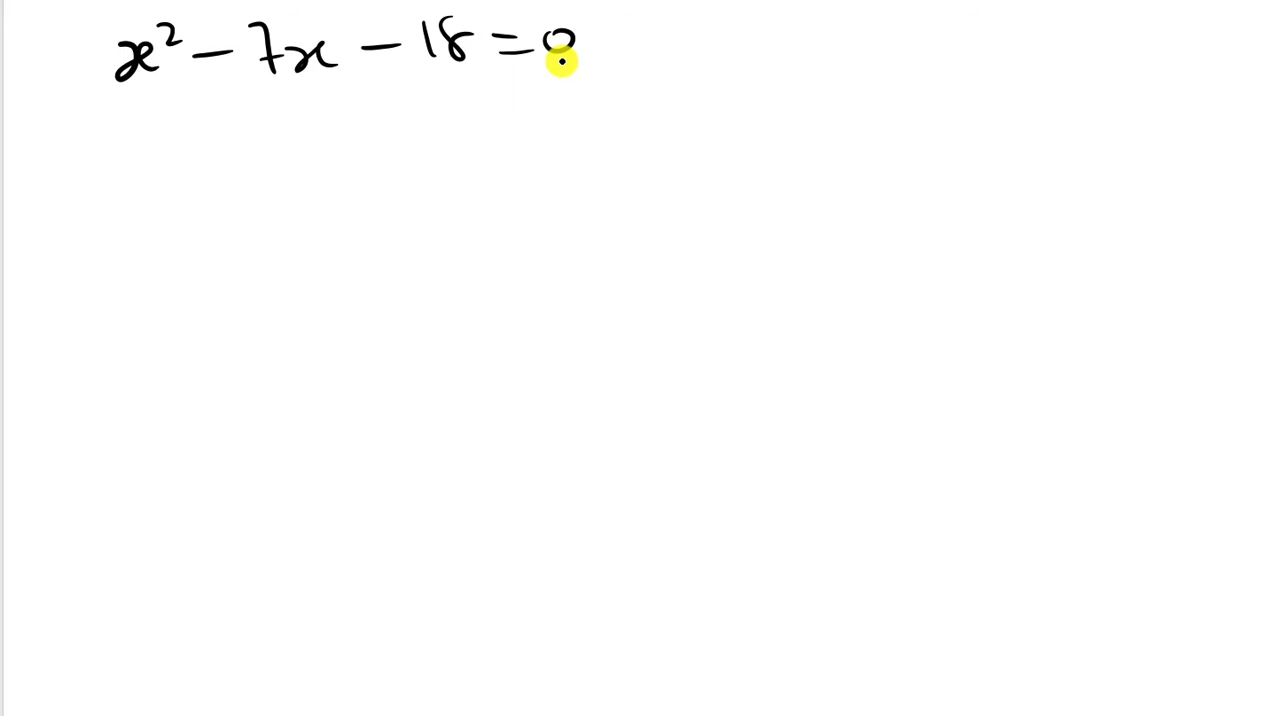 x² - 7x - 18 = 0